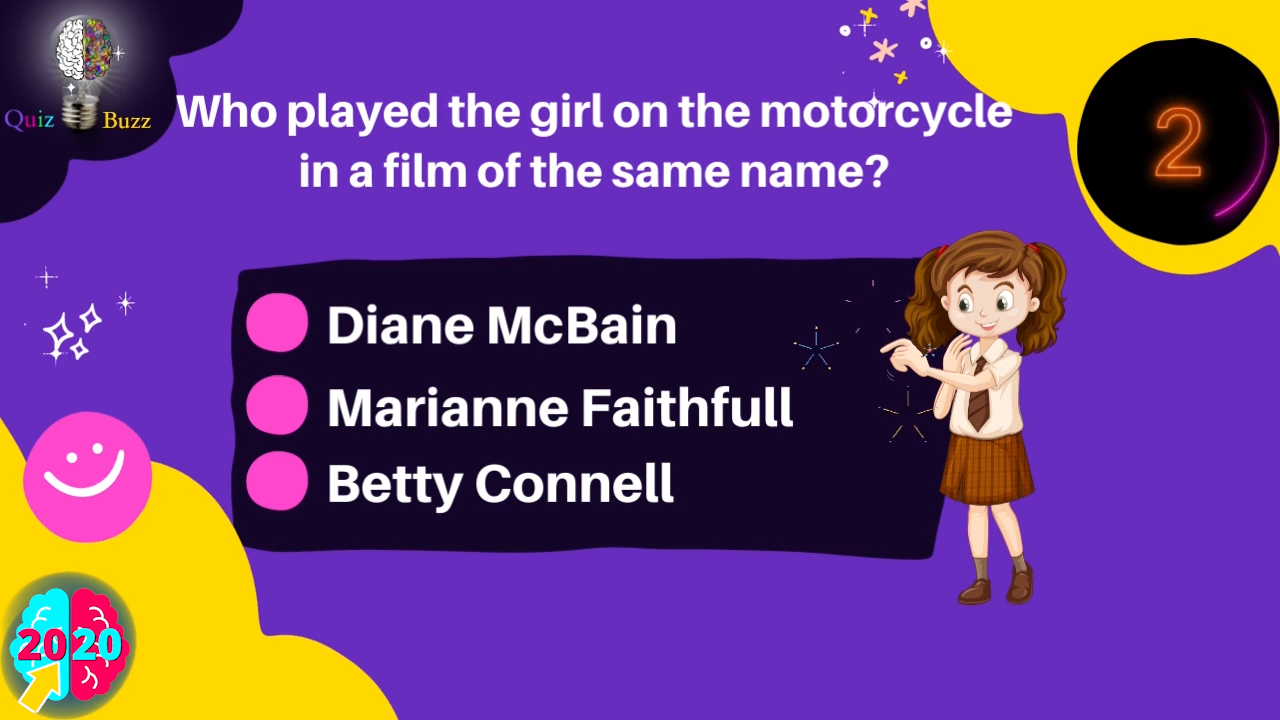 Quiz Buzz
Who played the girl on the motorcycle
in a film of the same name?
2
Diane McBain
Marianne Faithfull
Betty Connell
2020